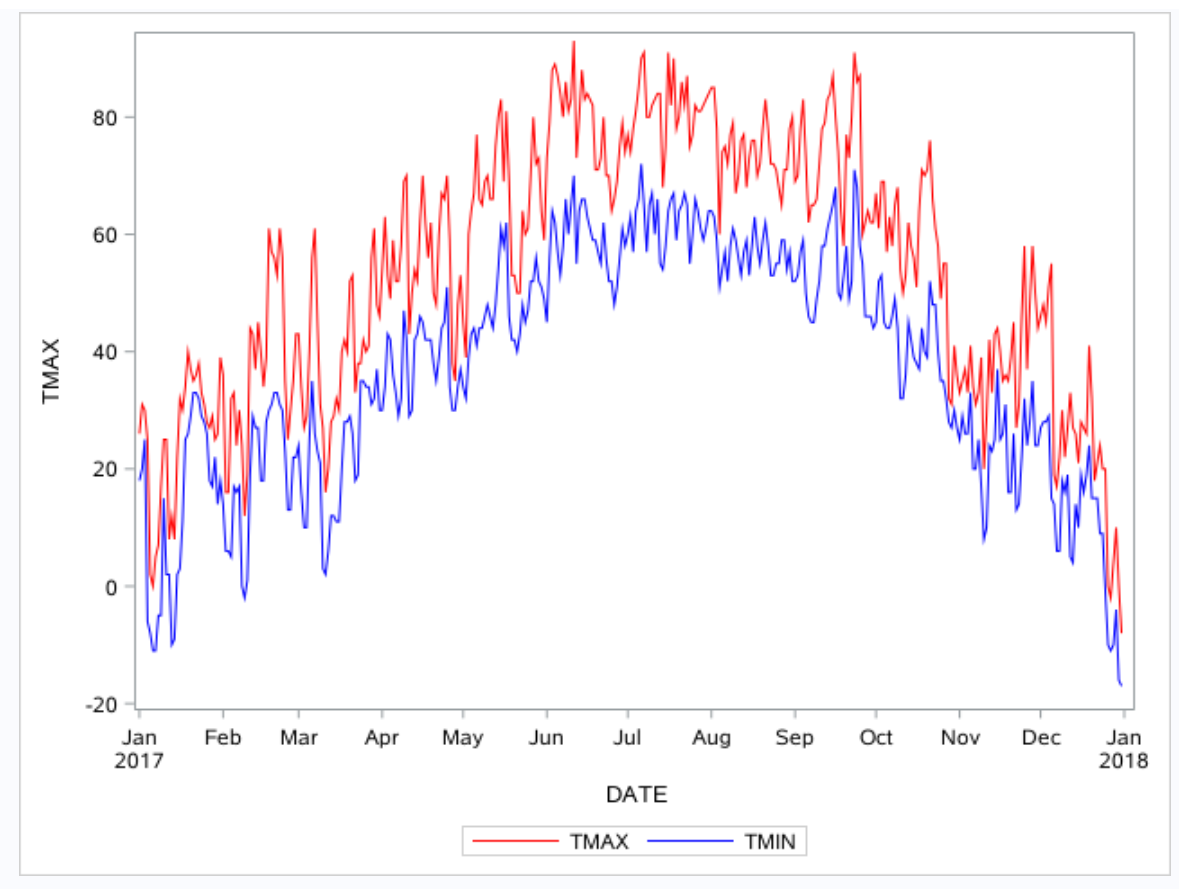 80
60
40
20
0
-20
TMAX
Jan Feb Mar Apr May Jun Jul Aug Sep Oct Nov Dec Jan
2017 2018
DATE
TMAX TMIN